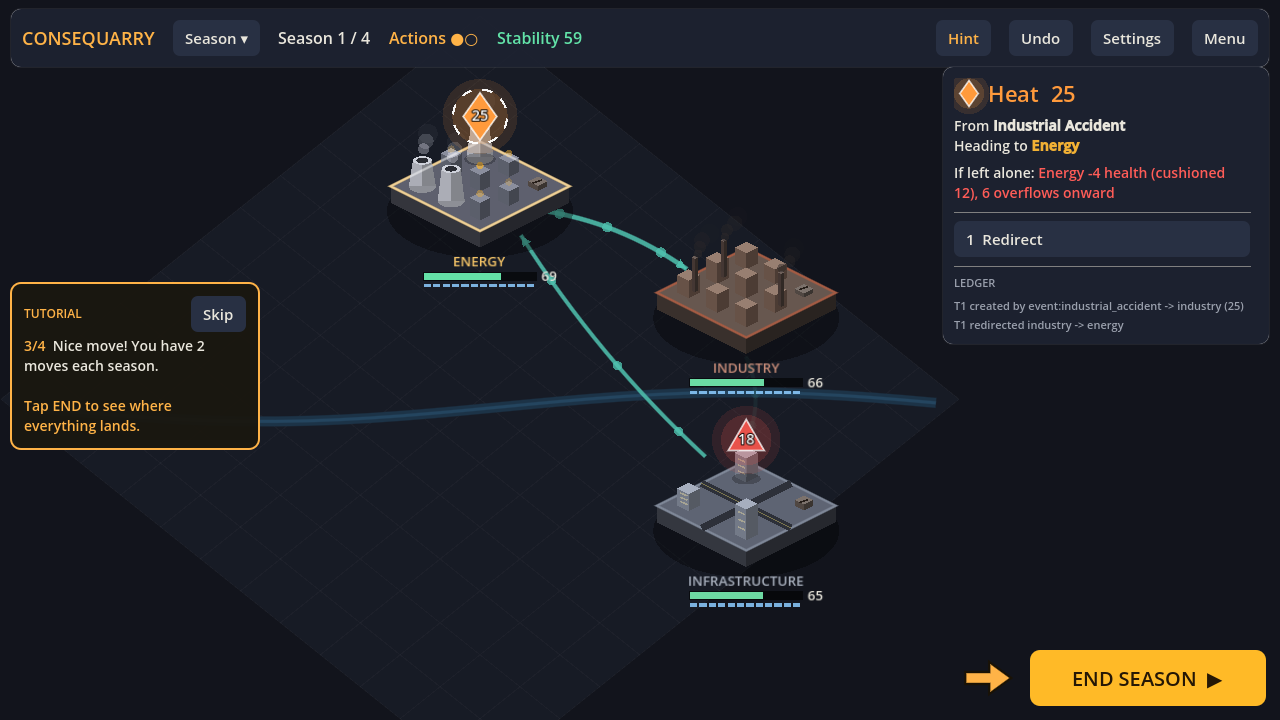 CONSEQUARRY
Season ▾
Season 1 / 4
Actions
Stability 59
Hint
Undo
Settings
Menu
25
ENERGY
69
INDUSTRY
66
18
INFRASTRUCTURE
65
TUTORIAL
Skip
3/4 Nice move! You have 2
moves each season.
Tap END to see where
everything lands.
Heat 25
From Industrial Accident
Heading to Energy
If left alone: Energy -4 health (cushioned
12), 6 overflows onward
1 Redirect
LEDGER
T1 created by event:industrial_accident -> industry (25)
T1 redirected industry -> energy
END SEASON ▶